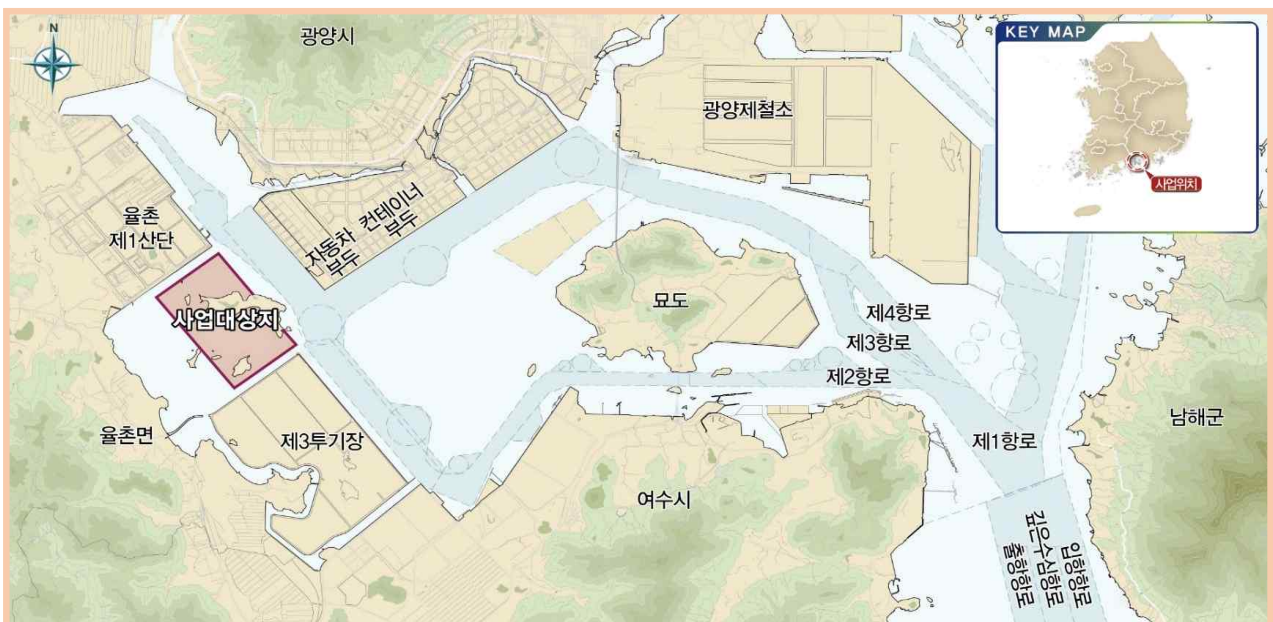 N
광양시
KEY MAP
사업위치
광양제철소
율촌
제1산단
자동차
부두
컨테이너
부두
사업대상지
묘도
제4항로
제3항로
제2항로
율촌면
제3투기장
여수시
제1항로
남해군
입항항로
깊은수심항로
출항항로